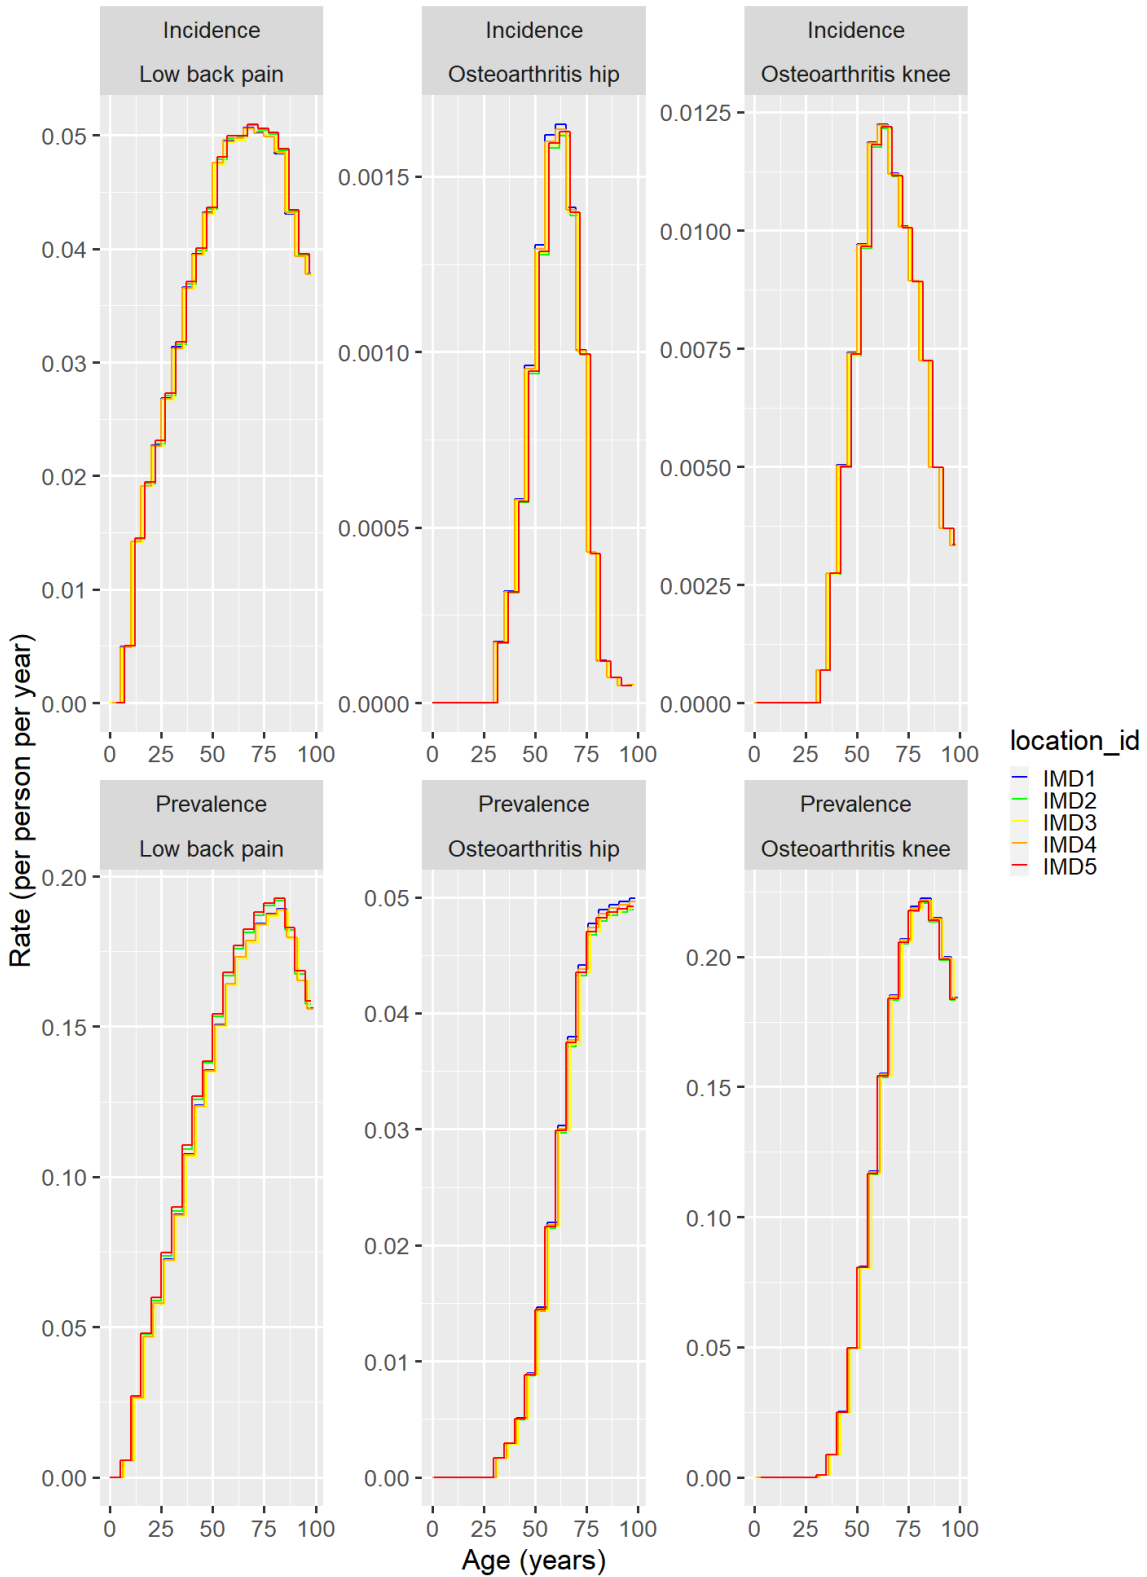 Incidence
Low back pain
Incidence
Osteoarthritis hip
Incidence
Osteoarthritis knee
0.05
0.04
0.03
0.02
0.01
0.00
0 25 50 75 100
0.0015
0.0010
0.0005
0.0000
0 25 50 75 100
0.0125
0.0100
0.0075
0.0050
0.0025
0.0000
0 25 50 75 100
Rate (per person per year)
Prevalence
Low back pain
Prevalence
Osteoarthritis hip
Prevalence
Osteoarthritis knee
0.20
0.15
0.10
0.05
0.00
0 25 50 75 100
0.05
0.04
0.03
0.02
0.01
0.00
0 25 50 75 100
0.20
0.15
0.10
0.05
0.00
0 25 50 75 100
Age (years)
location_id
IMD1
IMD2
IMD3
IMD4
IMD5